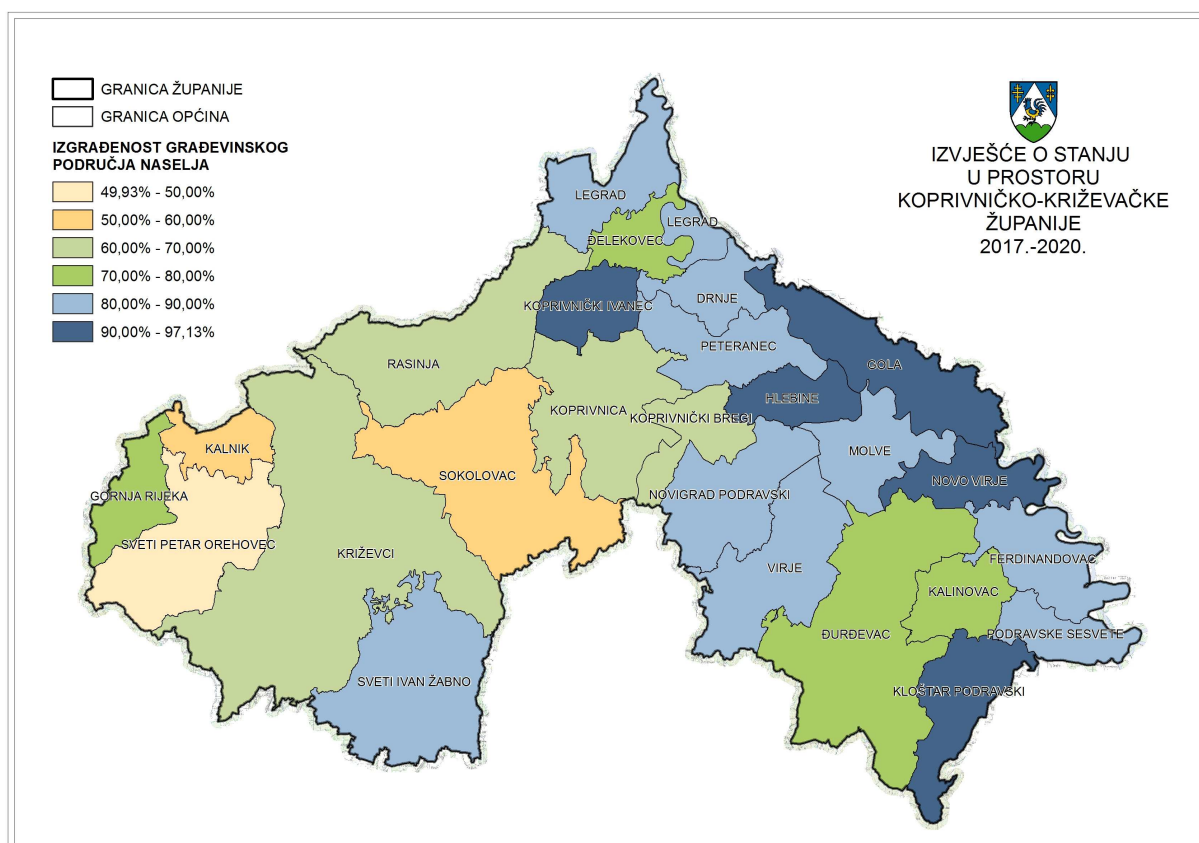 GRANICA ŽUPANIJE
GRANICA OPĆINA
IZGRAĐENOST GRAĐEVINSKOG
PODRUČJA NASELJA
49,93% - 50,00%
50,00% - 60,00%
60,00% - 70,00%
70,00% - 80,00%
80,00% - 90,00%
90,00% - 97,13%
IZVJEŠĆE O STANJU
U PROSTORU
KOPRIVNIČKO-KRIŽEVAČKE
ŽUPANIJE
2017.-2020.
LEGRAD
LEGRAD
ĐELEKOVEC
DRNJE
KOPRIVNIČKI IVANEC
PETERANEC
RASINJA
GOLA
HLEBINE
KOPRIVNICA
KOPRIVNIČKI BREGI
KALNIK
MOLVE
SOKOLOVAC
NOVO VIRJE
GORNJA RIJEKA
NOVIGRAD PODRAVSKI
SVETI PETAR OREHOVEC
KRIŽEVCI
FERDINANDOVAC
VIRJE
KALINOVAC
ĐURĐEVAC
PODRAVSKE SESVETE
SVETI IVAN ŽABNO
KLOŠTAR PODRAVSKI